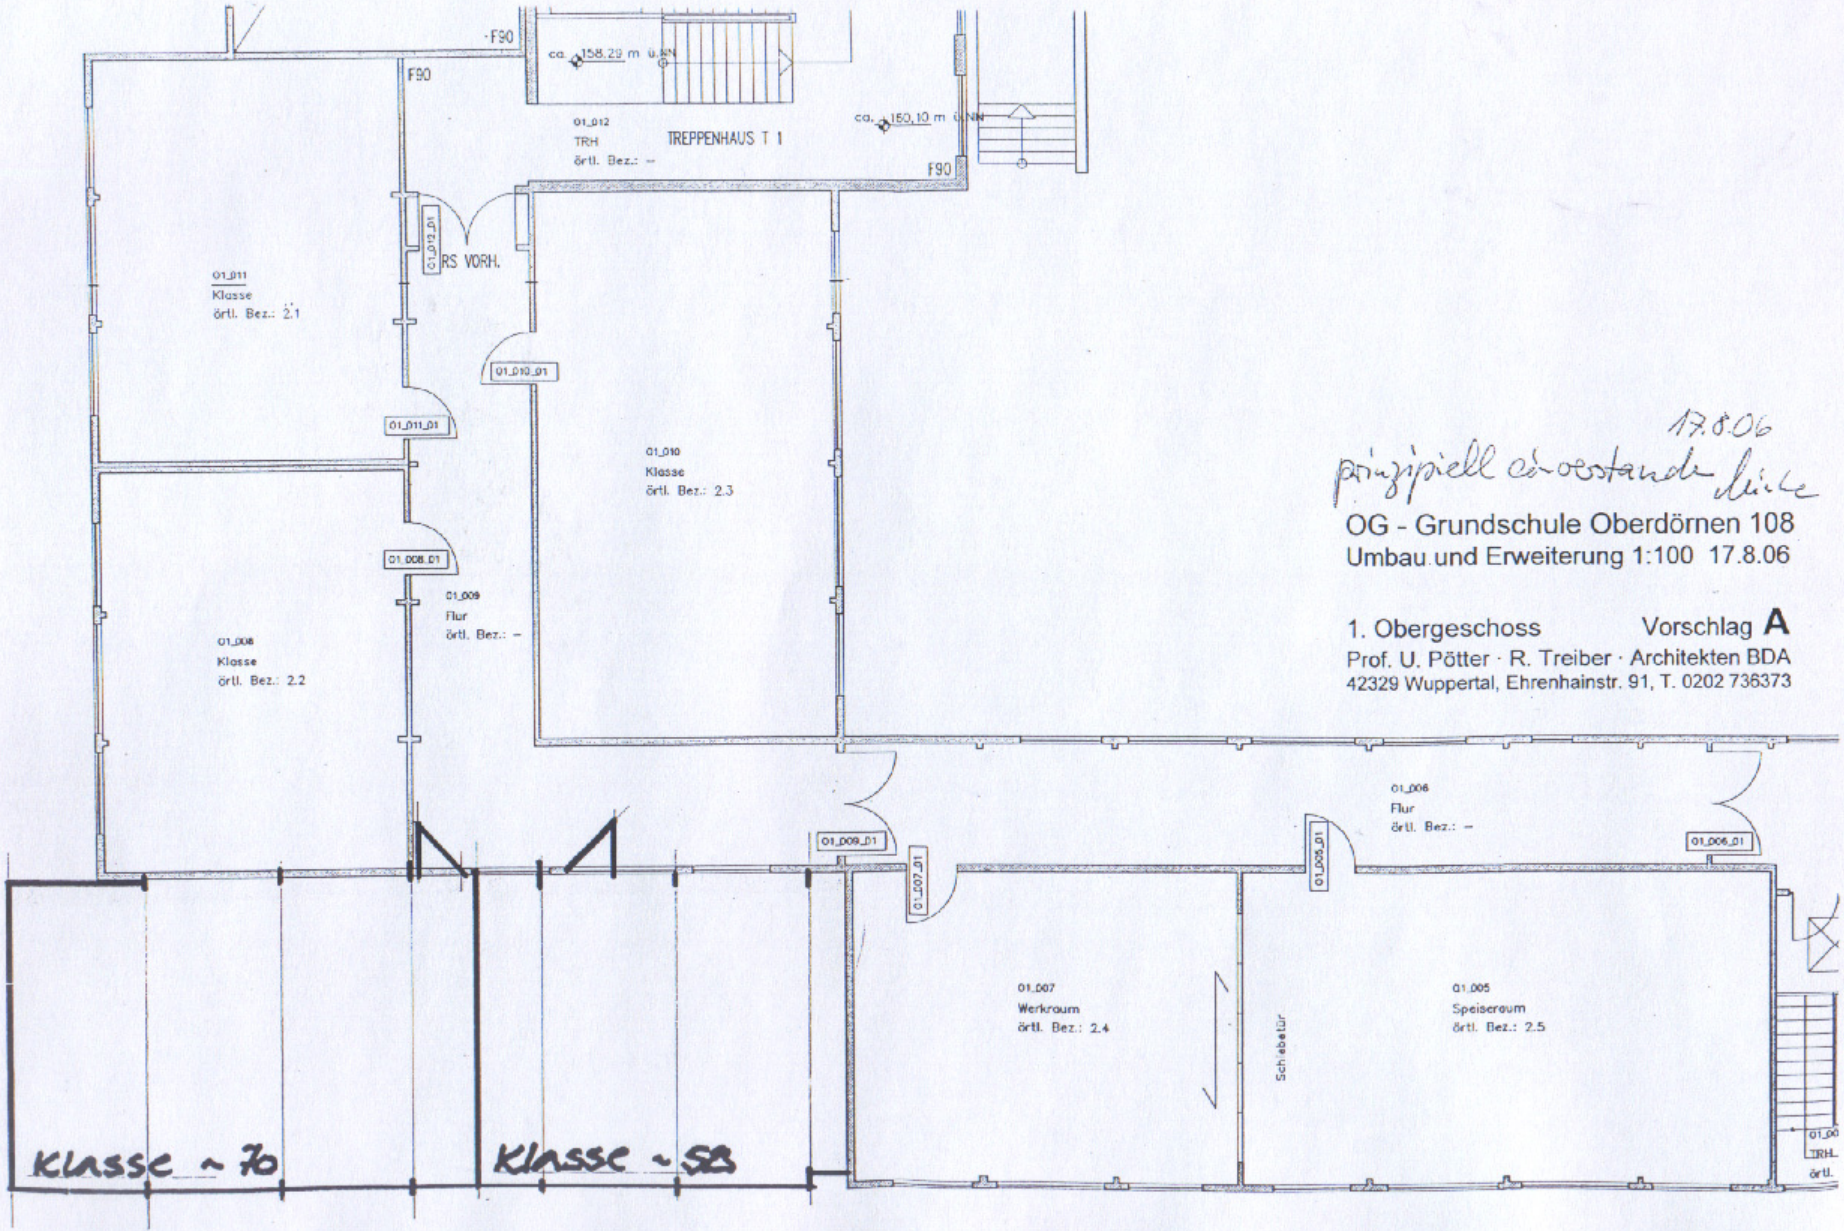 ·F90
F90
ca. 158,29 m ü.NN
01_012
TRH
örtl. Bez.: –
TREPPENHAUS T 1
ca. 150,10 m ü.NN
F90
01_012_01
RS VORH.
01_011
Klasse
örtl. Bez.: 2.1
01_010_01
01_011_01
01_010
Klasse
örtl. Bez.: 2.3
17.8.06
prinzipiell einverstanden
OG - Grundschule Oberdörnen 108
Umbau und Erweiterung 1:100 17.8.06
1. Obergeschoss Vorschlag A
Prof. U. Pötter · R. Treiber · Architekten BDA
42329 Wuppertal, Ehrenhainstr. 91, T. 0202 736373
01_008_01
01_009
Flur
örtl. Bez.: –
01_008
Klasse
örtl. Bez.: 2.2
01_006
Flur
örtl. Bez.: –
01_009_01
01_007_01
01_005_01
01_006_01
01_007
Werkraum
örtl. Bez.: 2.4
Schiebetür
01_005
Speiseraum
örtl. Bez.: 2.5
Klasse ~ 70
Klasse ~ 58
01_00
TRH
örtl.